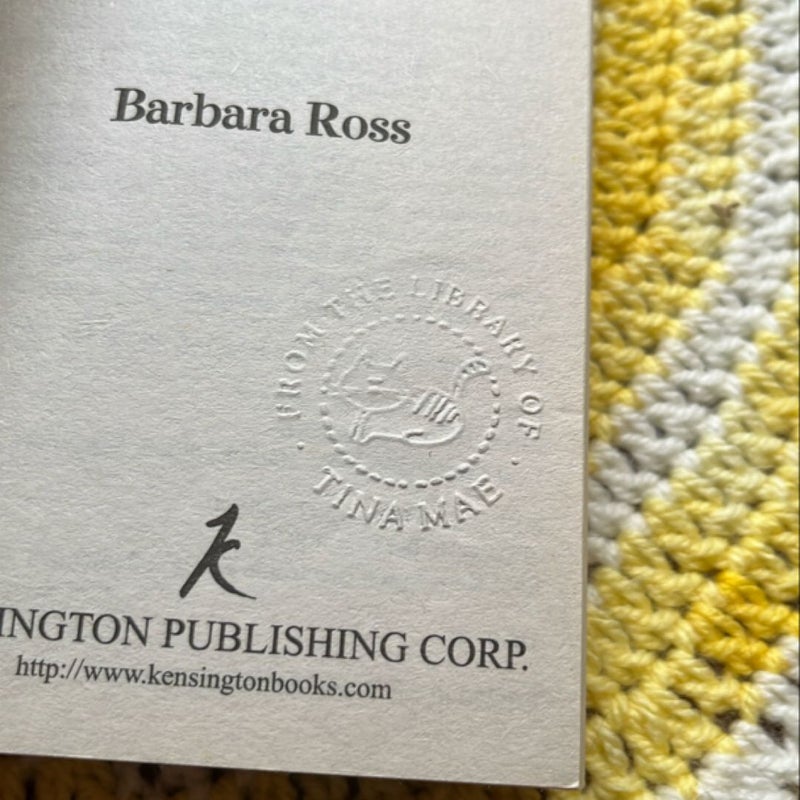 Barbara Ross
FROM THE LIBRARY OF
TINA MAE
INGTON PUBLISHING CORP.
http://www.kensingtonbooks.com